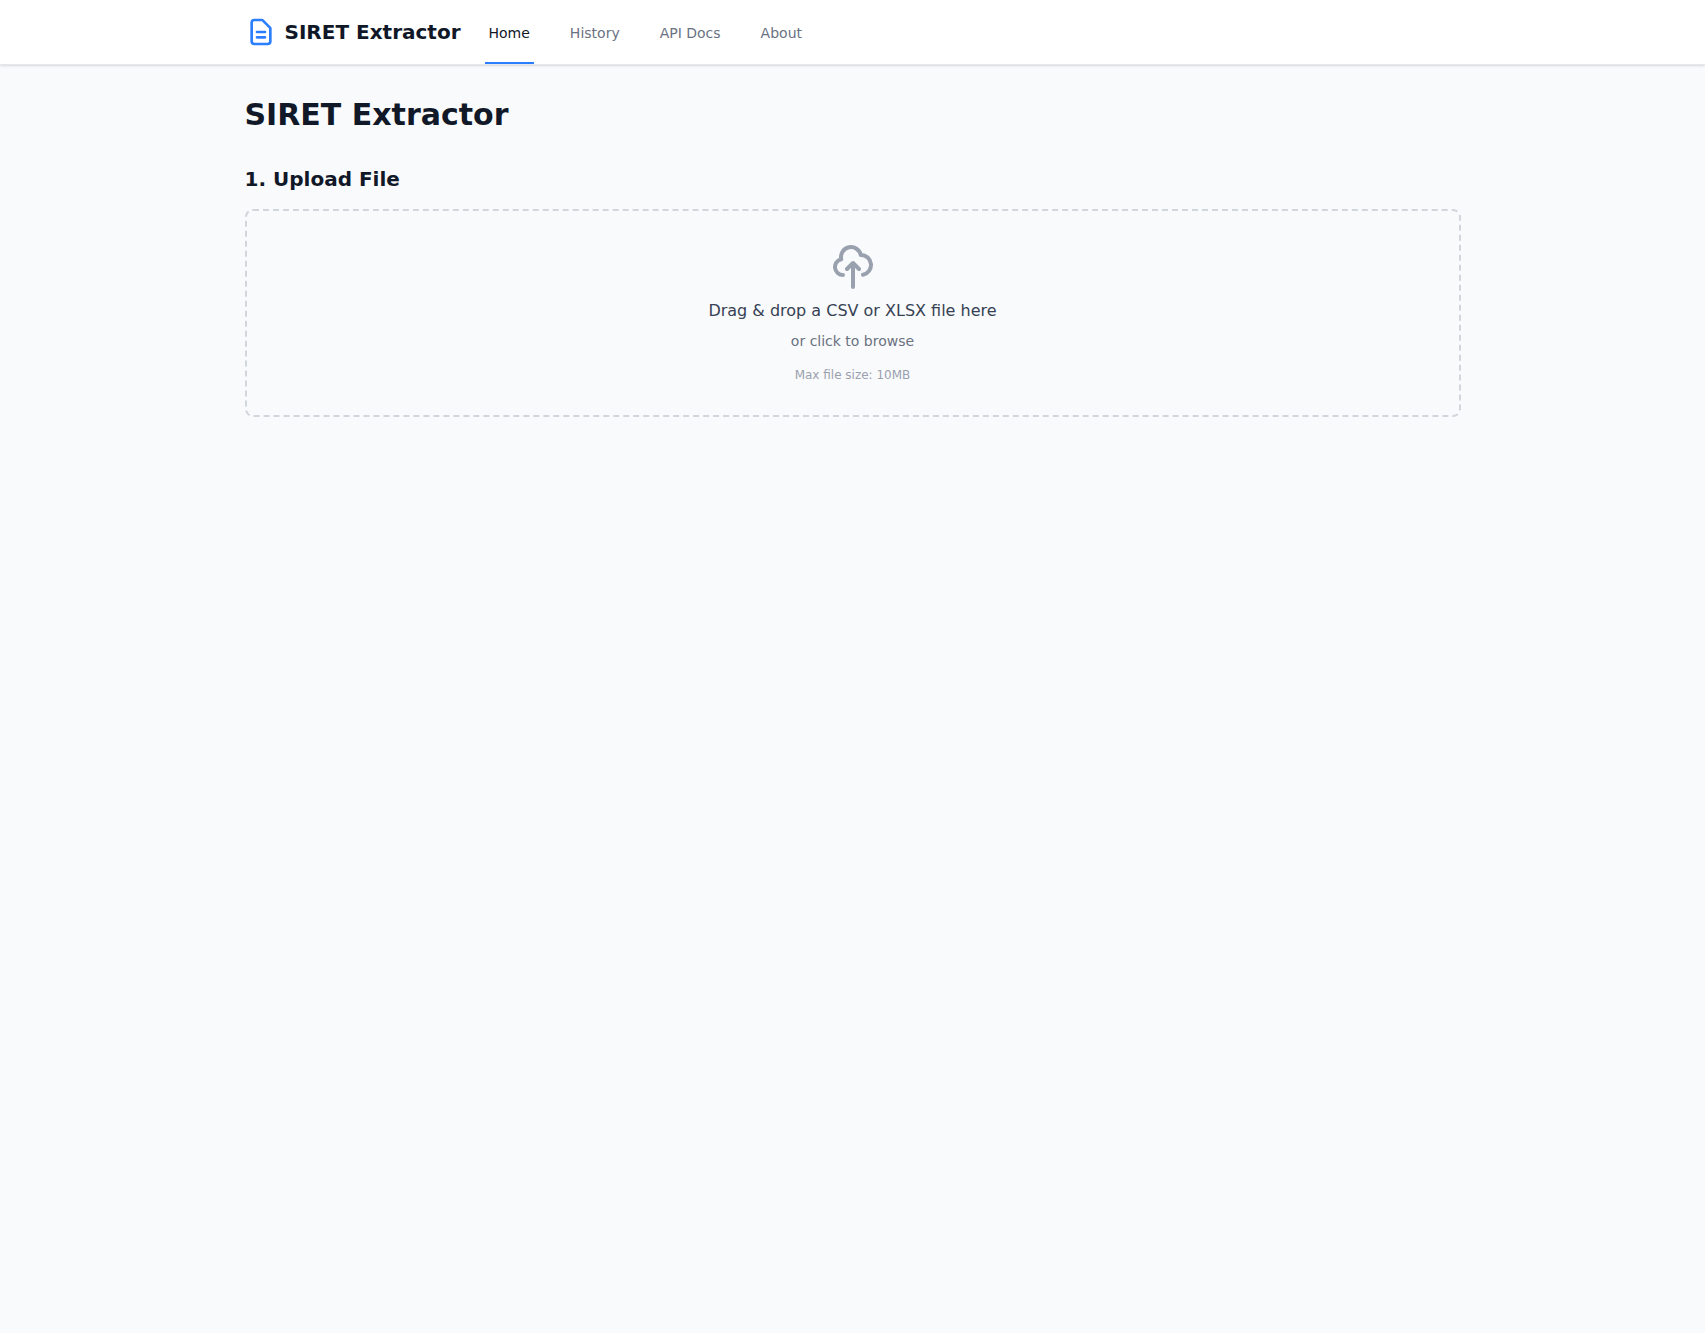 SIRET Extractor
Home
History
API Docs
About
SIRET Extractor
1. Upload File
Drag & drop a CSV or XLSX file here
or click to browse
Max file size: 10MB